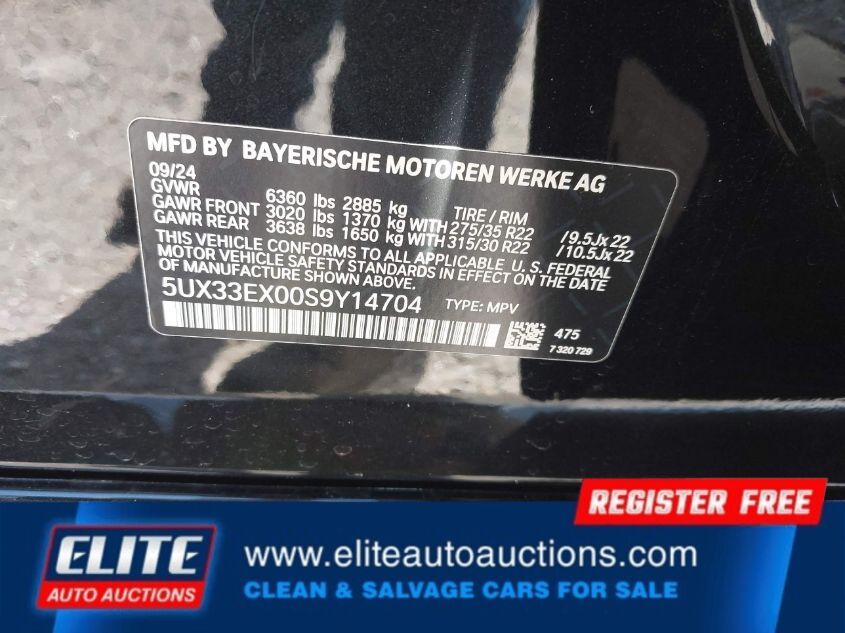 MFD BY BAYERISCHE MOTOREN WERKE AG
09/24
GVWR 6360 lbs 2885 kg TIRE / RIM
GAWR FRONT 3020 lbs 1370 kg WITH 275/35 R22 / 9.5Jx22
GAWR REAR 3638 lbs 1650 kg WITH 315/30 R22 / 10.5Jx22
THIS VEHICLE CONFORMS TO ALL APPLICABLE, U. S. FEDERAL
MOTOR VEHICLE SAFETY STANDARDS IN EFFECT ON THE
DATE OF MANUFACTURE SHOWN ABOVE.
5UX33EX00S9Y14704 TYPE: MPV
475
7 320 729
REGISTER FREE
ELITE
AUTO AUCTIONS
www.eliteautoauctions.com
CLEAN & SALVAGE CARS FOR SALE